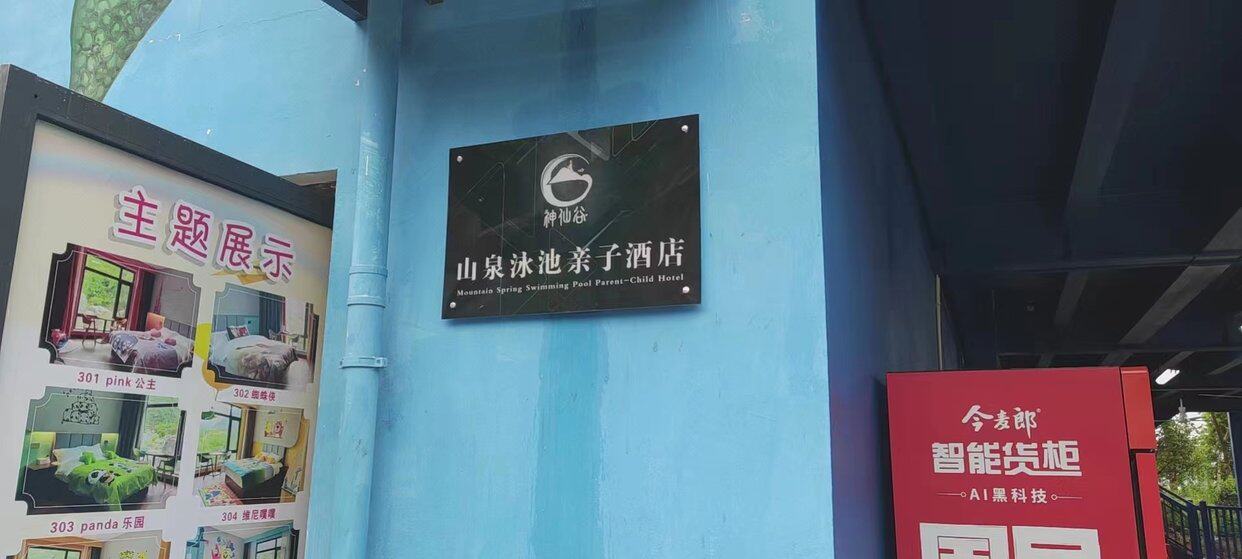 主题展示
301 pink 公主
302 蜘蛛侠
303 panda 乐园
304 维尼噗噗
神仙谷
山泉泳池亲子酒店
Mountain Spring Swimming Pool Parent-Child Hotel
今麦郎®
智能货柜
AI黑科技